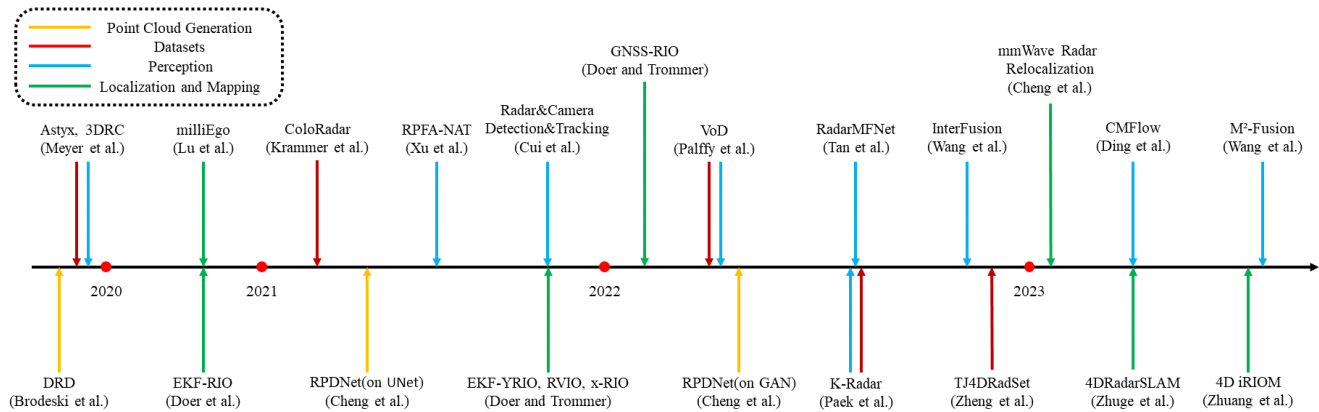 Point Cloud Generation
Datasets
Perception
Localization and Mapping
GNSS-RIO
(Doer and Trommer)
mmWave Radar
Relocalization
(Cheng et al.)
Astyx, 3DRC
(Meyer et al.)
milliEgo
(Lu et al.)
ColoRadar
(Krammer et al.)
RPFA-NAT
(Xu et al.)
Radar&Camera
Detection&Tracking
(Cui et al.)
VoD
(Palffy et al.)
RadarMFNet
(Tan et al.)
InterFusion
(Wang et al.)
CMFlow
(Ding et al.)
M²-Fusion
(Wang et al.)
2020
2021
2022
2023
DRD
(Brodeski et al.)
EKF-RIO
(Doer et al.)
RPDNet(on UNet)
(Cheng et al.)
EKF-YRIO, RVIO, x-RIO
(Doer and Trommer)
RPDNet(on GAN)
(Cheng et al.)
K-Radar
(Paek et al.)
TJ4DRadSet
(Zheng et al.)
4DRadarSLAM
(Zhuge et al.)
4D iRIOM
(Zhuang et al.)